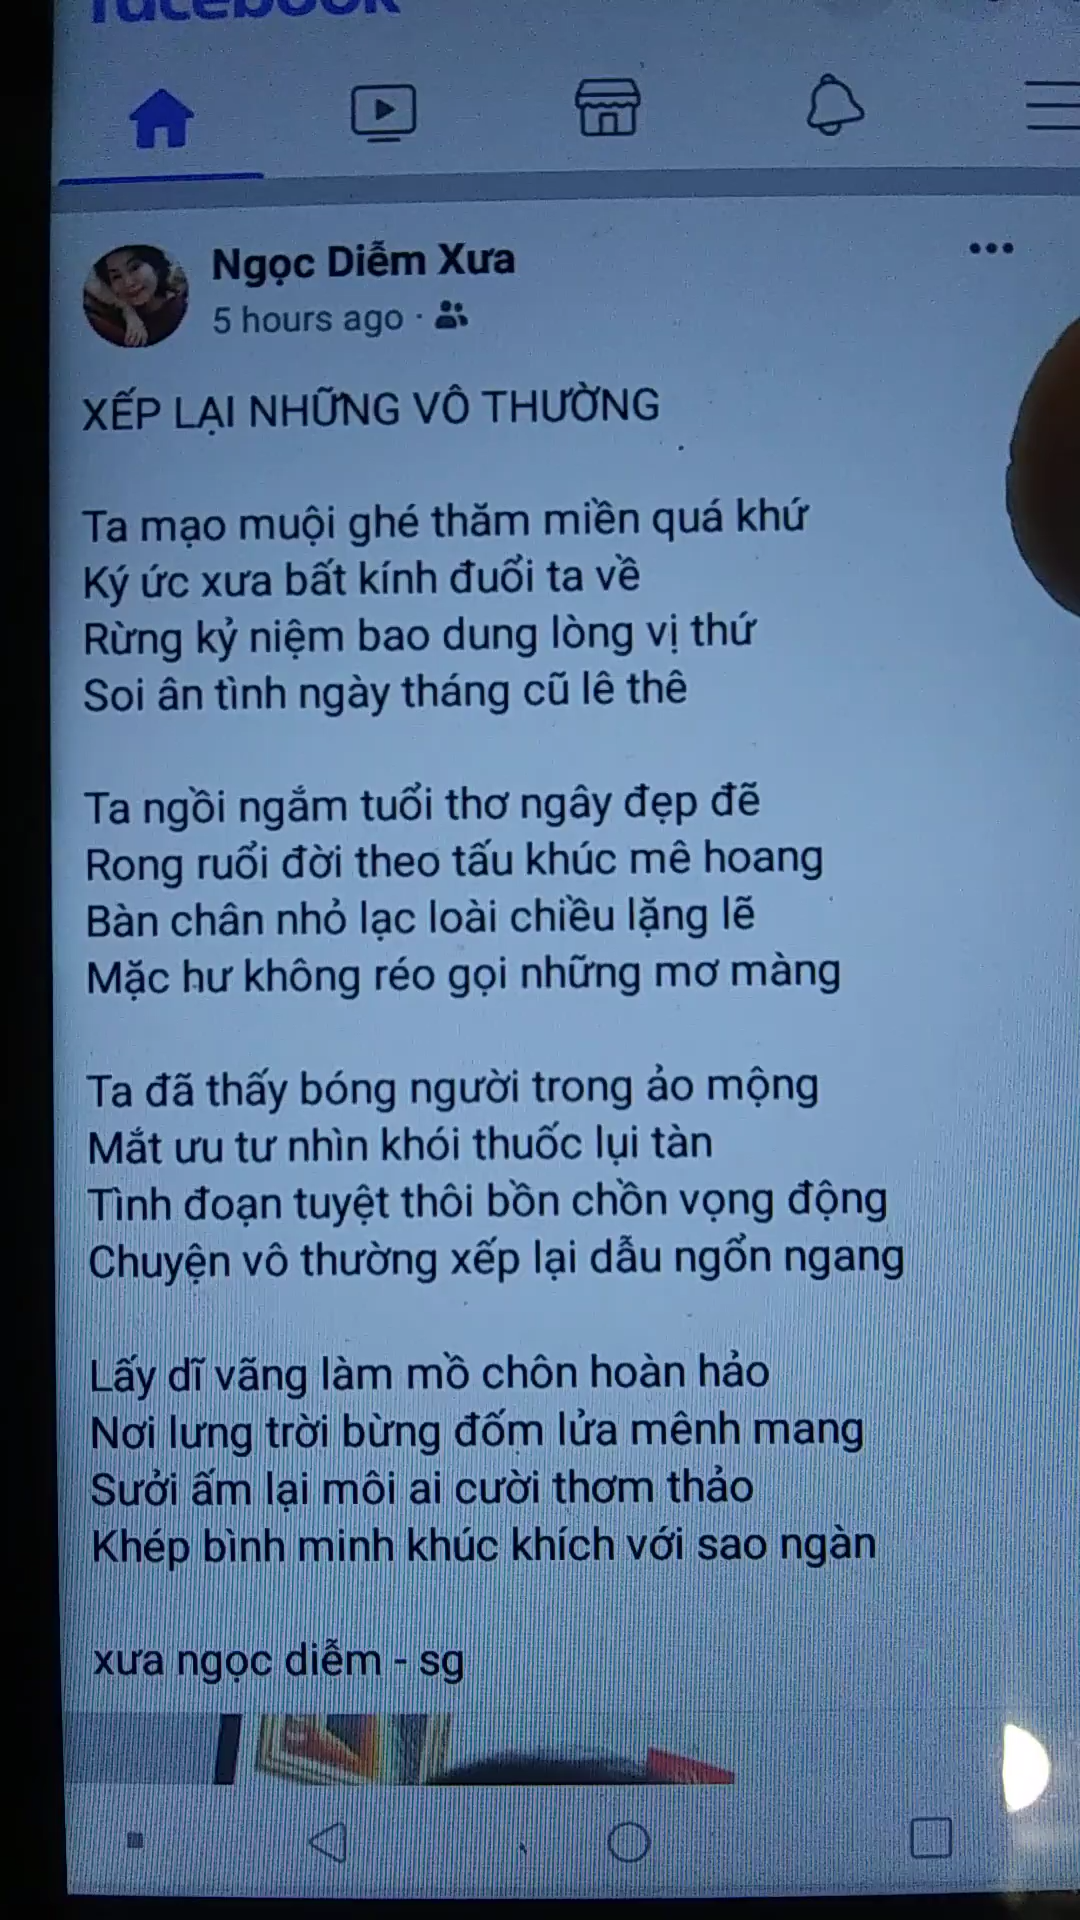 facebook
Ngọc Diễm Xưa
5 hours ago ·
XẾP LẠI NHỮNG VÔ THƯỜNG
Ta mạo muội ghé thăm miền quá khứ
Ký ức xưa bất kính đuổi ta về
Rừng kỷ niệm bao dung lòng vị thứ
Soi ân tình ngày tháng cũ lê thê
Ta ngồi ngắm tuổi thơ ngây đẹp đẽ
Rong ruổi đời theo tấu khúc mê hoang
Bàn chân nhỏ lạc loài chiều lặng lẽ
Mặc hư không réo gọi những mơ màng
Ta đã thấy bóng người trong ảo mộng
Mắt ưu tư nhìn khói thuốc lụi tàn
Tình đoạn tuyệt thôi bồn chồn vọng động
Chuyện vô thường xếp lại dẫu ngổn ngang
Lấy dĩ vãng làm mồ chôn hoàn hảo
Nơi lưng trời bừng đốm lửa mênh mang
Sưởi ấm lại môi ai cười thơm thảo
Khép bình minh khúc khích với sao ngàn
xưa ngọc diễm - sg